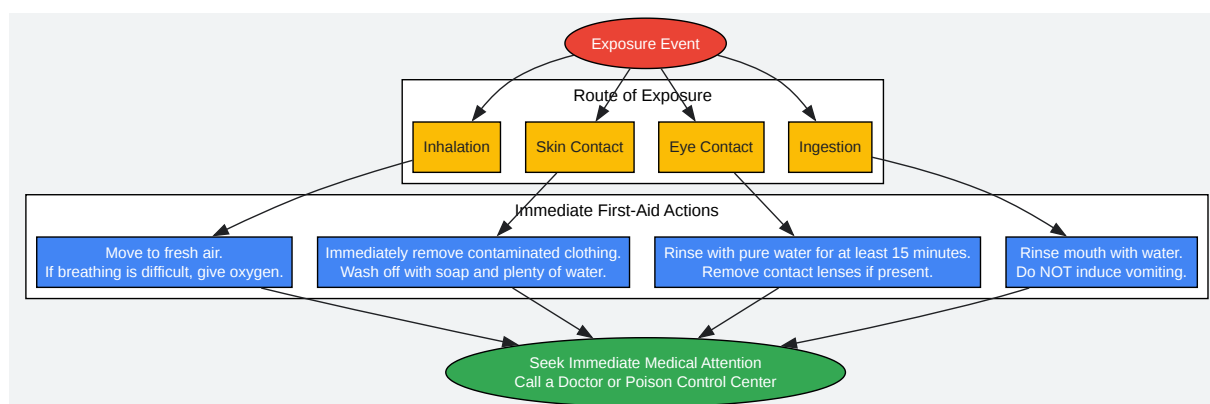 Exposure Event
Route of Exposure
Inhalation
Skin Contact
Eye Contact
Ingestion
Immediate First-Aid Actions
Move to fresh air.
If breathing is difficult, give oxygen.
Immediately remove contaminated clothing.
Wash off with soap and plenty of water.
Rinse with pure water for at least 15 minutes.
Remove contact lenses if present.
Rinse mouth with water.
Do NOT induce vomiting.
Seek Immediate Medical Attention
Call a Doctor or Poison Control Center